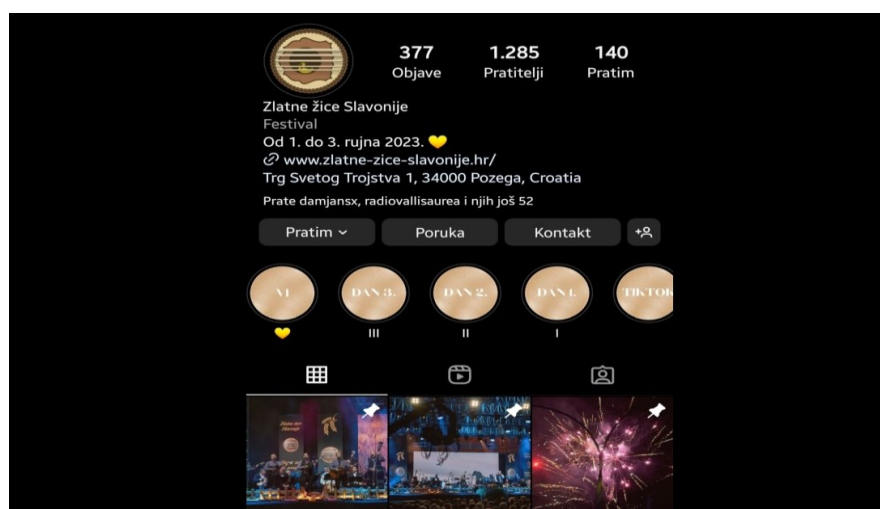 377 1.285 140
Objave Pratitelji Pratim
Zlatne žice Slavonije
Festival
Od 1. do 3. rujna 2023. 💛
www.zlatne-zice-slavonije.hr/
Trg Svetog Trojstva 1, 34000 Pozega, Croatia
Prate damjansx, radiovallisaurea i njih još 52
Pratim Poruka Kontakt
VI DAN 3. DAN 2. DAN 1. TIKTOK
💛 III II I